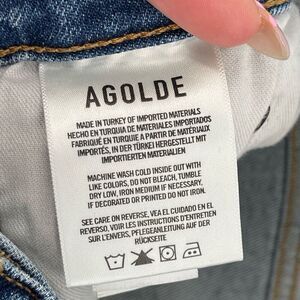 AGOLDE
MADE IN TURKEY OF IMPORTED MATERIALS
HECHO EN TURQUIA DE MATERIALES IMPORTADOS
FABRIQUÉ EN TURQUIE A PARTIR DE MATÉRIAUX
IMPORTÉS, IN DER TÜRKEI HERGESTELLT MIT
IMPORTIERTEN MATERIALIEN
MACHINE WASH COLD INSIDE OUT WITH
LIKE COLORS, DO NOT BLEACH, TUMBLE
DRY LOW, IRON MEDIUM IF NECESSARY,
IF DECORATED OR PRINTED DO NOT IRON.
SEE CARE ON REVERSE, VEA EL CUIDADO EN EL
REVERSO, VOIR LES INSTRUCTIONS D'ENTRETIEN
SUR L'ENVERS, PFLEGEANLEITUNG AUF DER
RÜCKSEITE